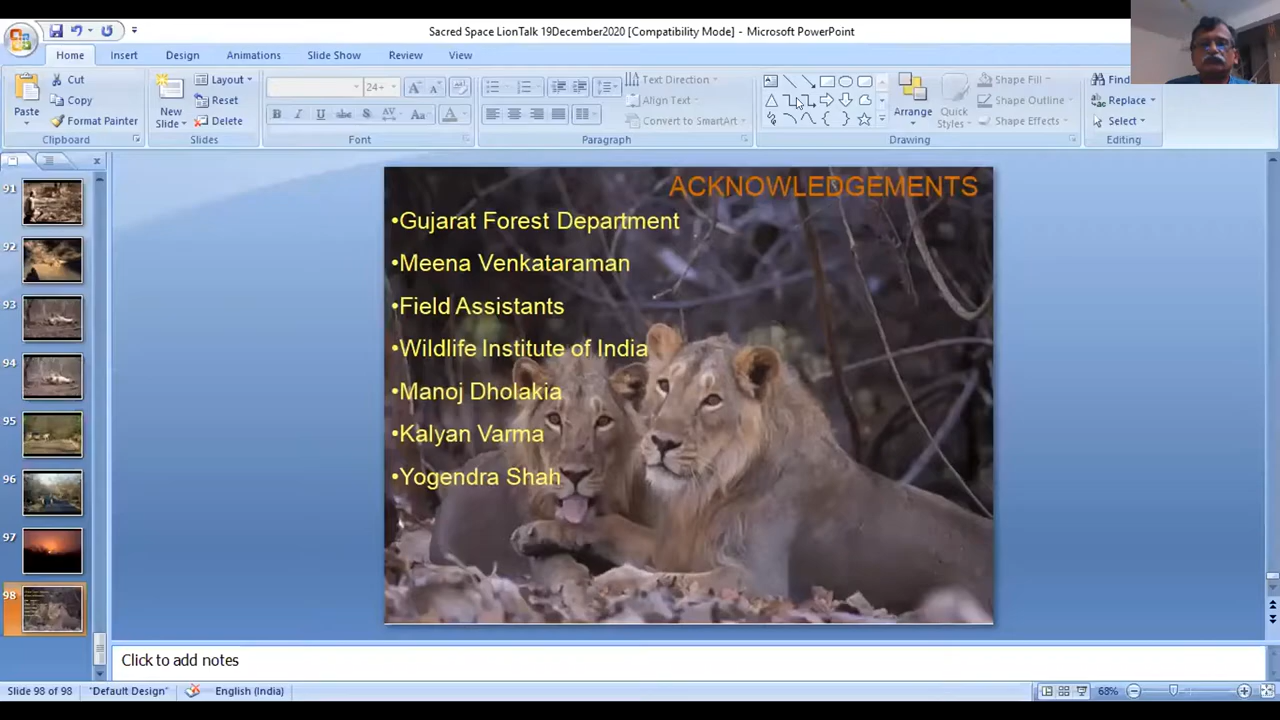 Sacred Space LionTalk 19December2020 [Compatibility Mode] - Microsoft PowerPoint
Home Insert Design Animations Slide Show Review View
Paste
Cut
Copy
Format Painter
Clipboard
New Slide
Layout
Reset
Delete
Slides
24+
B I U abc S AV Aa A
Font
Text Direction
Align Text
Convert to SmartArt
Paragraph
Arrange
Quick Styles
Shape Fill
Shape Outline
Shape Effects
Drawing
Find
Replace
Select
Editing
91
92
93
94
95
96
97
98
ACKNOWLEDGEMENTS
•Gujarat Forest Department
•Meena Venkataraman
•Field Assistants
•Wildlife Institute of India
•Manoj Dholakia
•Kalyan Varma
•Yogendra Shah
Click to add notes
Slide 98 of 98 "Default Design" English (India) 68%